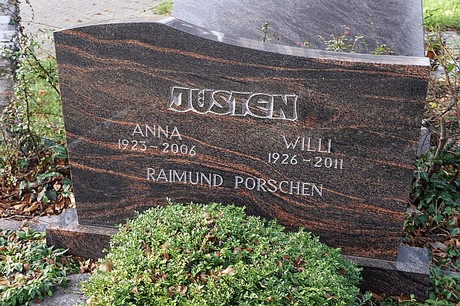 JUSTEN
ANNA WILLI
1923 - 2006 1926 - 2011
RAIMUND PORSCHEN